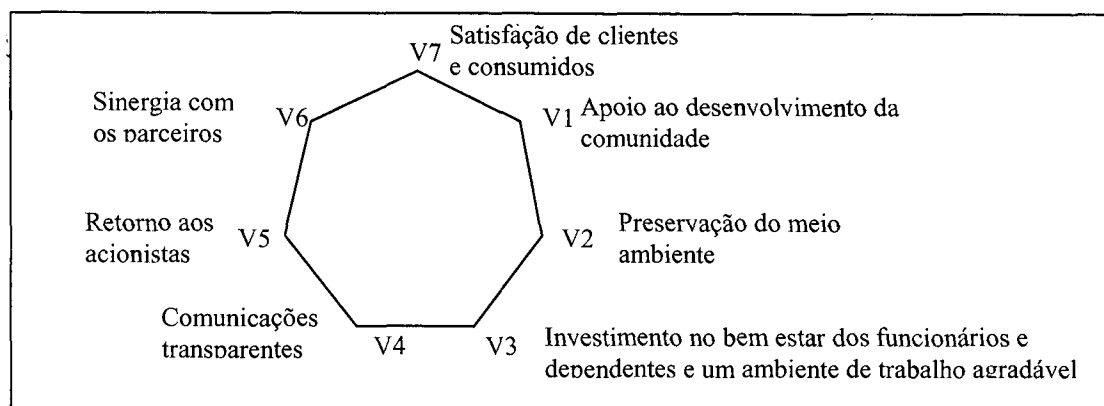 V7 Satisfação de clientes
e consumidos
Sinergia com
os parceiros
V6
V1 Apoio ao desenvolvimento da
comunidade
Retorno aos
acionistas
V5
V2
Preservação do meio
ambiente
Comunicações
transparentes
V4
V3
Investimento no bem estar dos funcionários e
dependentes e um ambiente de trabalho agradável